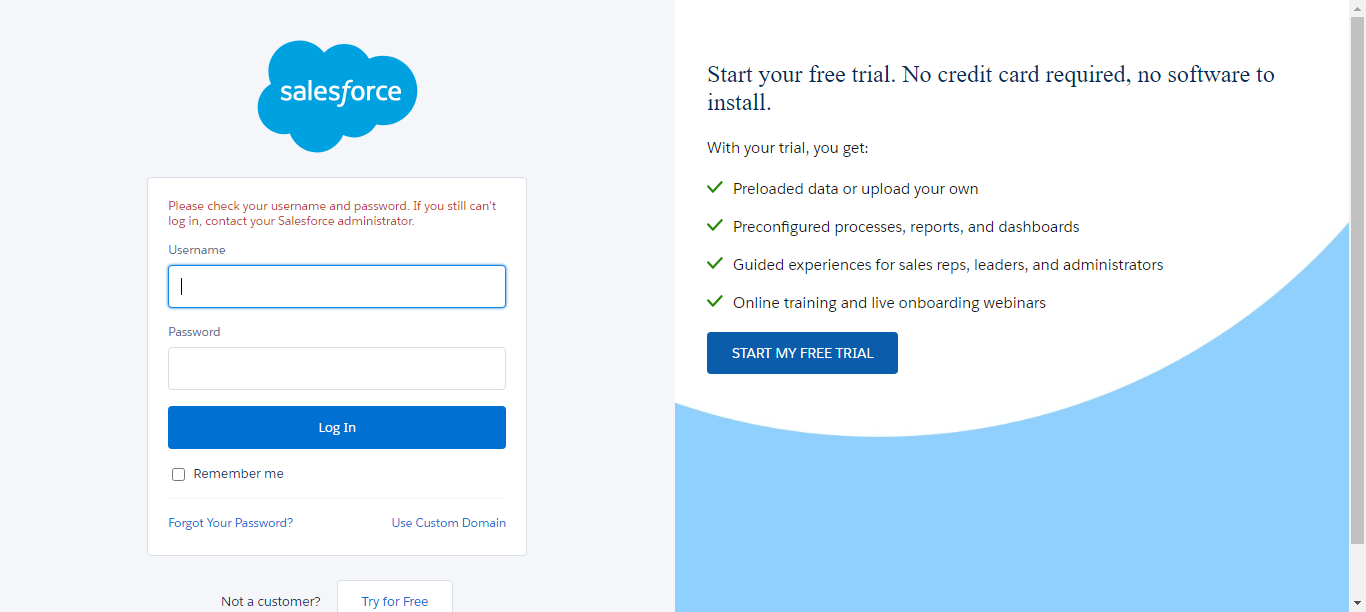 salesforce
Please check your username and password. If you still can't
log in, contact your Salesforce administrator.
Username
Password
Log In
Remember me
Forgot Your Password?
Use Custom Domain
Not a customer?
Try for Free
Start your free trial. No credit card required, no software to
install.
With your trial, you get:
Preloaded data or upload your own
Preconfigured processes, reports, and dashboards
Guided experiences for sales reps, leaders, and administrators
Online training and live onboarding webinars
START MY FREE TRIAL